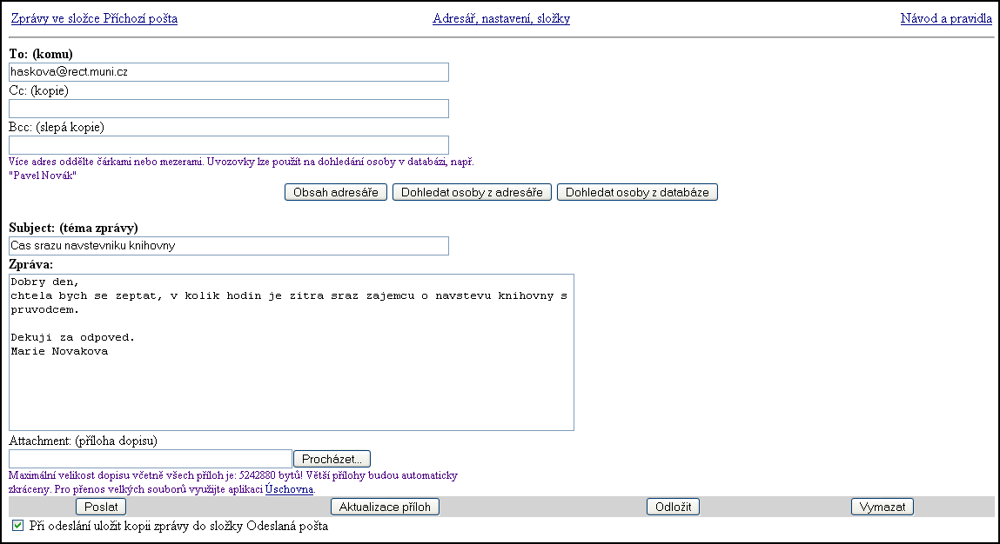 Zprávy ve složce Příchozí pošta Adresář, nastavení, složky Návod a pravidla
To: (komu)
haskova@rect.muni.cz
Cc: (kopie)
Bcc: (slepá kopie)
Více adres oddělte čárkami nebo mezerami. Uvozovky lze použít na dohledání osoby v databázi, např.
"Pavel Novák"
Obsah adresáře Dohledat osoby z adresáře Dohledat osoby z databáze
Subject: (téma zprávy)
Cas srazu navstevniku knihovny
Zpráva:
Dobry den,
chtela bych se zeptat, v kolik hodin je zitra sraz zajemcu o navstevu knihovny s
pruvodcem.
Dekuji za odpoved.
Marie Novakova
Attachment: (příloha dopisu)
Procházet...
Maximální velikost dopisu včetně všech příloh je: 5242880 bytů! Větší přílohy budou automaticky
zkráceny. Pro přenos velkých souborů využijte aplikaci Úschovna.
Poslat Aktualizace příloh Odložit Vymazat
Při odeslání uložit kopii zprávy do složky Odeslaná pošta